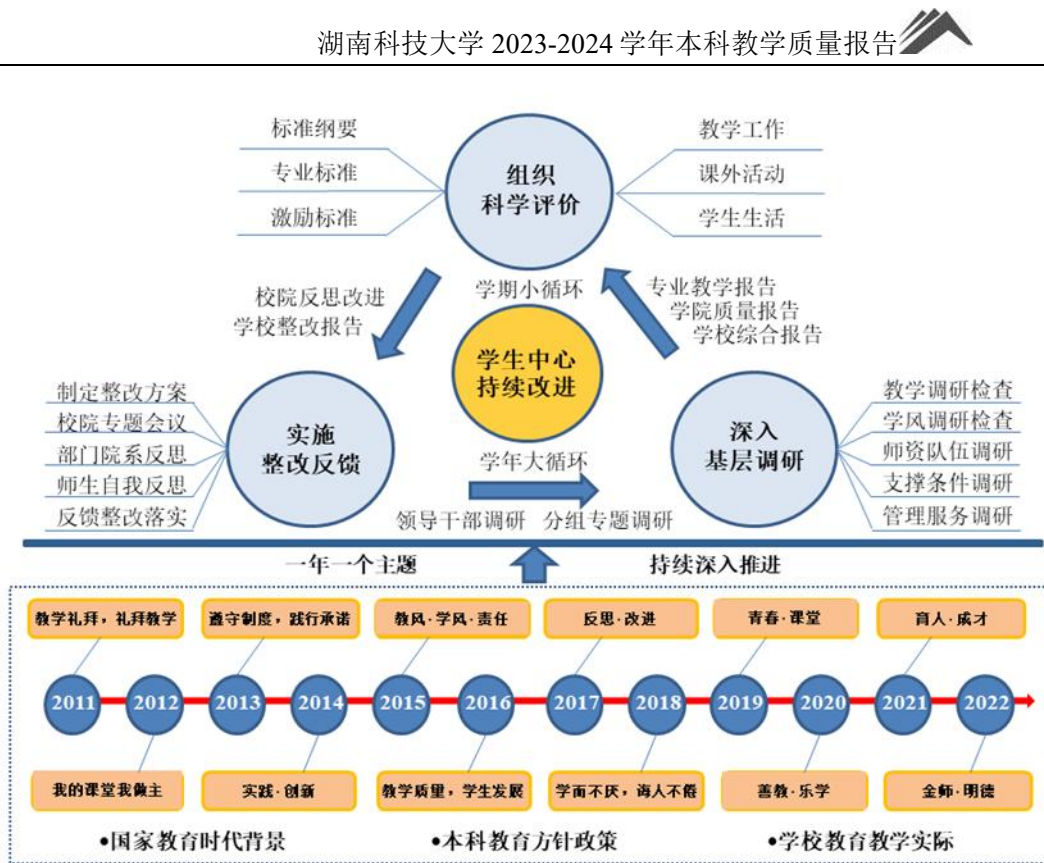 湖南科技大学 2023-2024 学年本科教学质量报告
标准纲要
专业标准
激励标准
组织
科学评价
教学工作
课外活动
学生生活
校院反思改进
学校整改报告
学期小循环
专业教学报告
学院质量报告
学校综合报告
学生中心
持续改进
制定整改方案
校院专题会议
部门院系反思
师生自我反思
反馈整改落实
实施
整改反馈
深入
基层调研
教学调研检查
学风调研检查
师资队伍调研
支撑条件调研
管理服务调研
学年大循环
领导干部调研 分组专题调研
一年一个主题
持续深入推进
教学礼拜，礼拜教学
遵守制度，践行承诺
教风·学风·责任
反思·改进
青春·课堂
育人·成才
2011 2012 2013 2014 2015 2016 2017 2018 2019 2020 2021 2022
我的课堂我做主
实践·创新
教学质量，学生发展
学而不厌，诲人不倦
善教·乐学
金师·明德
•国家教育时代背景
•本科教育方针政策
•学校教育教学实际